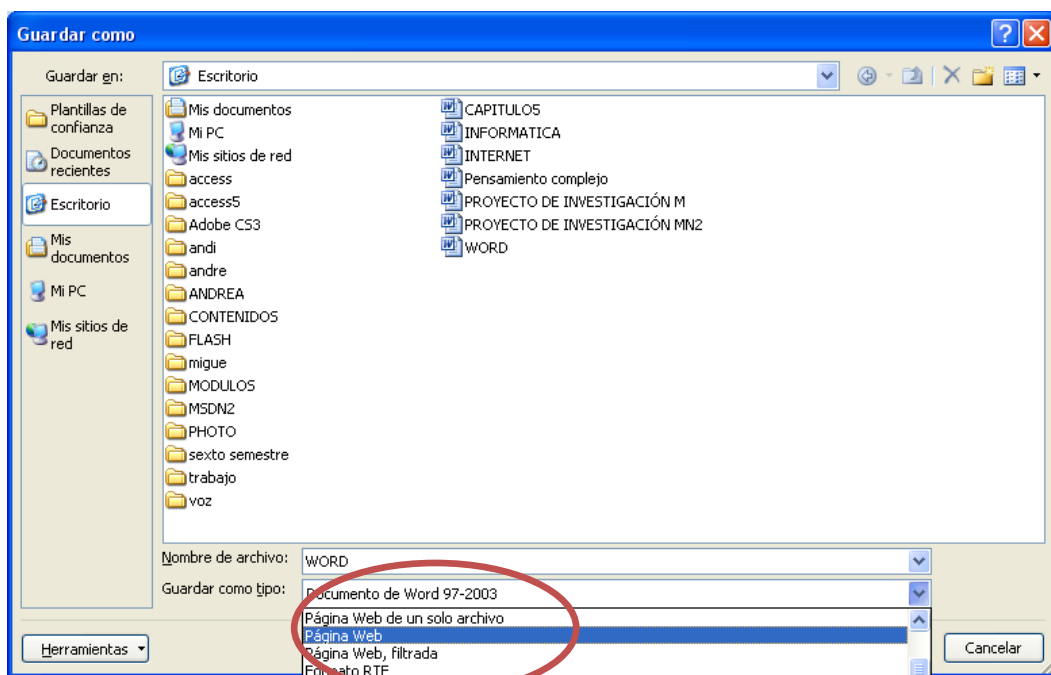 Guardar como
Guardar en:
Escritorio
Plantillas de
confianza
Documentos
recientes
Escritorio
Mis
documentos
Mi PC
Mis sitios de
red
Mis documentos
Mi PC
Mis sitios de red
access
access5
Adobe CS3
andi
andre
ANDREA
CONTENIDOS
FLASH
migue
MODULOS
MSDN2
PHOTO
sexto semestre
trabajo
voz
CAPITULO5
INFORMATICA
INTERNET
Pensamiento complejo
PROYECTO DE INVESTIGACIÓN M
PROYECTO DE INVESTIGACIÓN MN2
WORD
Nombre de archivo:
WORD
Guardar como tipo:
Documento de Word 97-2003
Página Web de un solo archivo
Página Web
Página Web, filtrada
Formato RTF
Herramientas
Cancelar